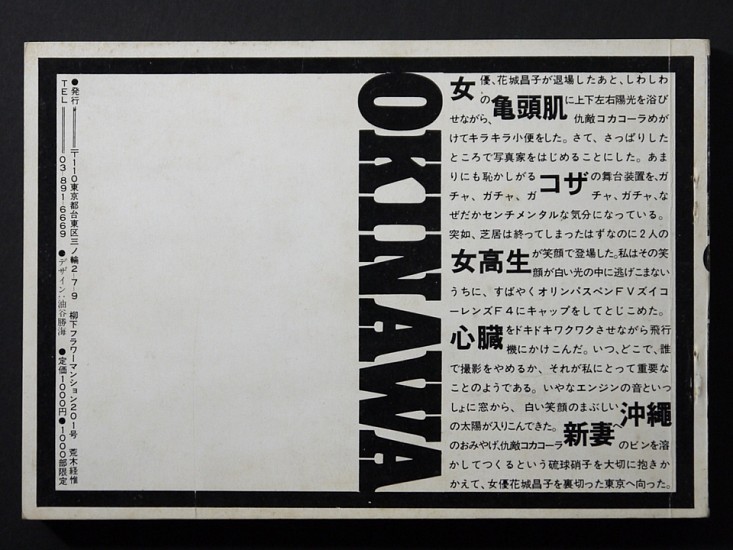 女優、花城昌子が退場したあと、しわしわ
の亀頭肌に上下左右陽光を浴び
せながら、仇敵コカコーラめが
けてキラキラ小便をした。さて、さっぱりした
ところで写真家をはじめることにした。あま
りにも恥かしがるコザの舞台装置を、ガ
チャ、ガチャ、ガチャ、ガチャ、な
ぜだかセンチメンタルな気分になっている。
突如、芝居は終ってしまったはずなのに2人の
女高生が笑顔で登場した。私はその笑
顔が白い光の中に逃げこまない
うちに、すばやくオリンパスペンFVズイコ
ーレンズF4にキャップをしてとじこめた。
心臓をドキドキワクワクさせながら飛行
機にかけこんだ。いつ、どこで、誰
で撮影をやめるか、それが私にとって重要な
ことのようである。いやなエンジンの音といっ
しょに窓から、白い笑顔のまぶしい沖縄
の太陽が入りこんできた。新妻へ
のおみやげ、仇敵コカコーラのビンを溶
かしてつくるという琉球硝子を大切に抱きか
かえて、女優花城昌子を裏切った東京へ向った。
OKINAWA
●発行 〒110東京都台東区三ノ輪2-7-9 柳下フラワーマンション201号 荒木経惟
TEL 03-891-6669 ●デザイン:油谷勝海 ●定価1000円●1000部限定